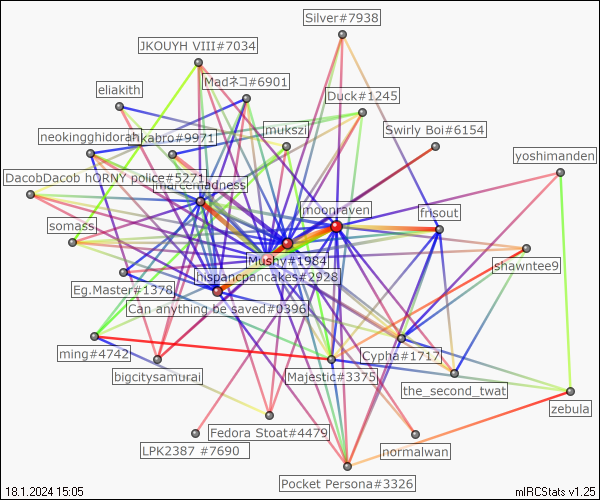 Silver#7938
JKOUYH VIII#7034
Madネコ#6901
eliakith
Duck#1245
mukszi
Swirly Boi#6154
neokingghidorah
nkabro#9971
yoshimanden
DacobDacob hORNY police#5271
marcemadness
moonraven
frisout
somass
Mushy#1984
shawntee9
hispancpancakes#2928
Eg.Master#1378
Can anything be saved#0396
ming#4742
Cypha#1717
bigcitysamurai
Majestic#3375
the_second_twat
zebula
Fedora Stoat#4479
LPK2387 #7690
normalwan
Pocket Persona#3326
18.1.2024 15:05
mIRCStats v1.25